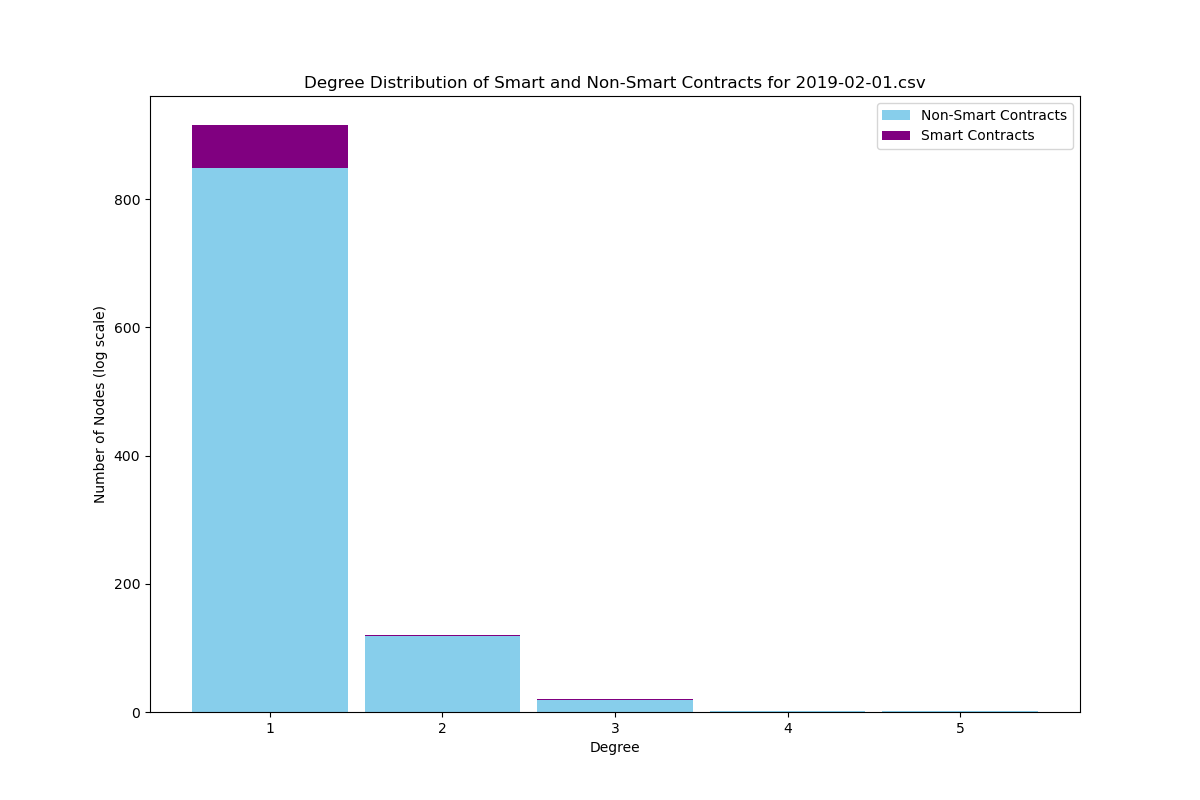 Degree Distribution of Smart and Non-Smart Contracts for 2019-02-01.csv
Non-Smart Contracts
Smart Contracts
Number of Nodes (log scale)
800
600
400
200
0
1 2 3 4 5
Degree